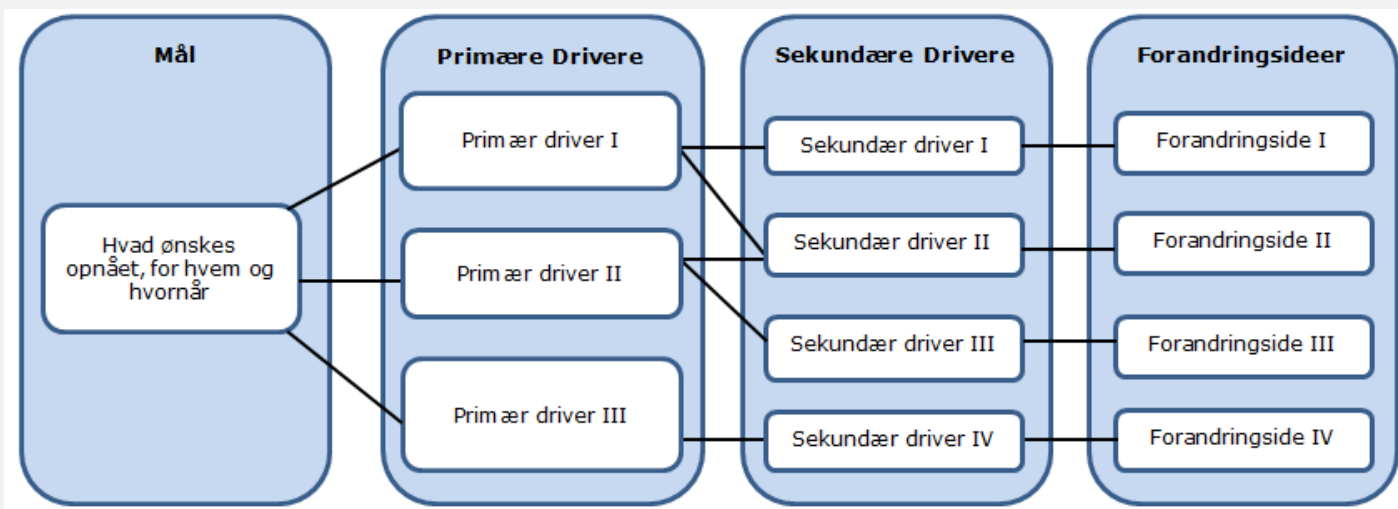 Mål
Hvad ønskes
opnået, for hvem og
hvornår
Primære Drivere
Primær driver I
Primær driver II
Primær driver III
Sekundære Drivere
Sekundær driver I
Sekundær driver II
Sekundær driver III
Sekundær driver IV
Forandringsideer
Forandringside I
Forandringside II
Forandringside III
Forandringside IV